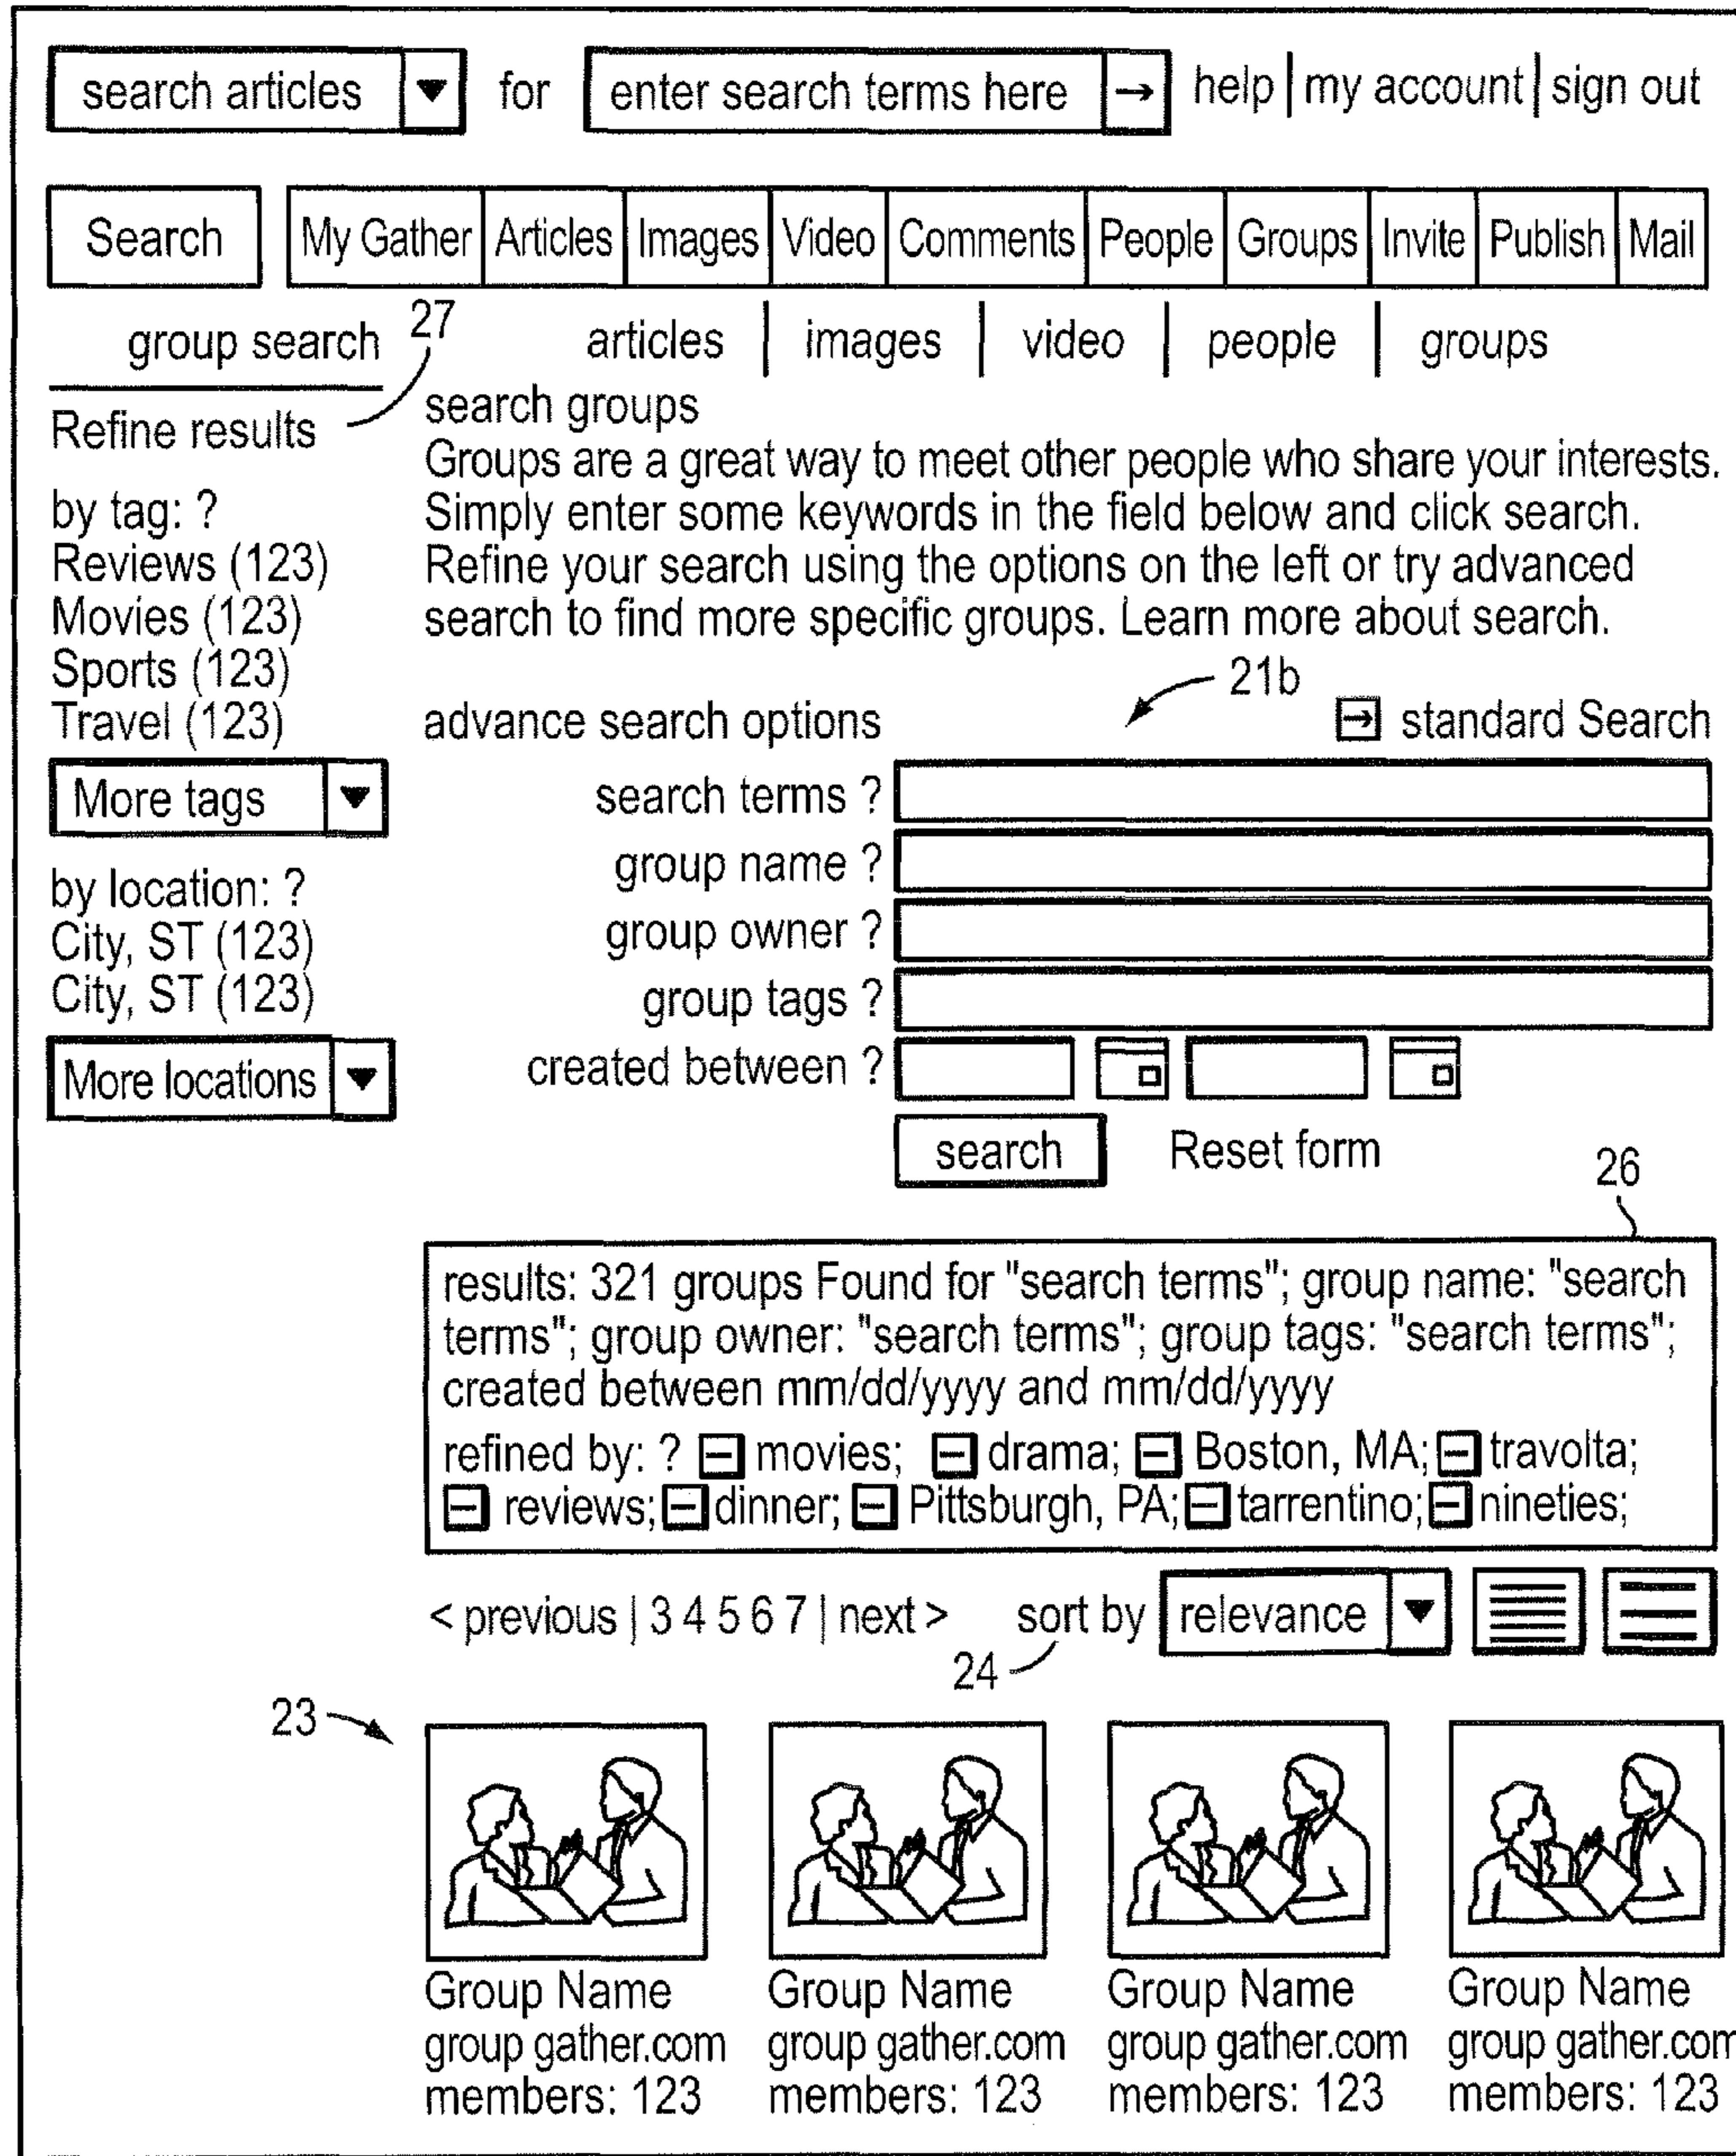 search articles for enter search terms here → help | my account | sign out
Search My Gather Articles Images Video Comments People Groups Invite Publish Mail
group search 27 articles | images | video | people | groups
Refine results
by tag: ?
Reviews (123)
Movies (123)
Sports (123)
Travel (123)
More tags
by location: ?
City, ST (123)
City, ST (123)
More locations
search groups
Groups are a great way to meet other people who share your interests.
Simply enter some keywords in the field below and click search.
Refine your search using the options on the left or try advanced
search to find more specific groups. Learn more about search.
21b
advance search options → standard Search
search terms ?
group name ?
group owner ?
group tags ?
created between ?
search Reset form
26
results: 321 groups Found for "search terms"; group name: "search
terms"; group owner: "search terms"; group tags: "search terms";
created between mm/dd/yyyy and mm/dd/yyyy
refined by: ? movies; drama; Boston, MA; travolta;
reviews; dinner; Pittsburgh, PA; tarrentino; nineties;
< previous | 3 4 5 6 7 | next > sort by relevance
24
23
Group Name Group Name Group Name Group Name
group gather.com group gather.com group gather.com group gather.com
members: 123 members: 123 members: 123 members: 123